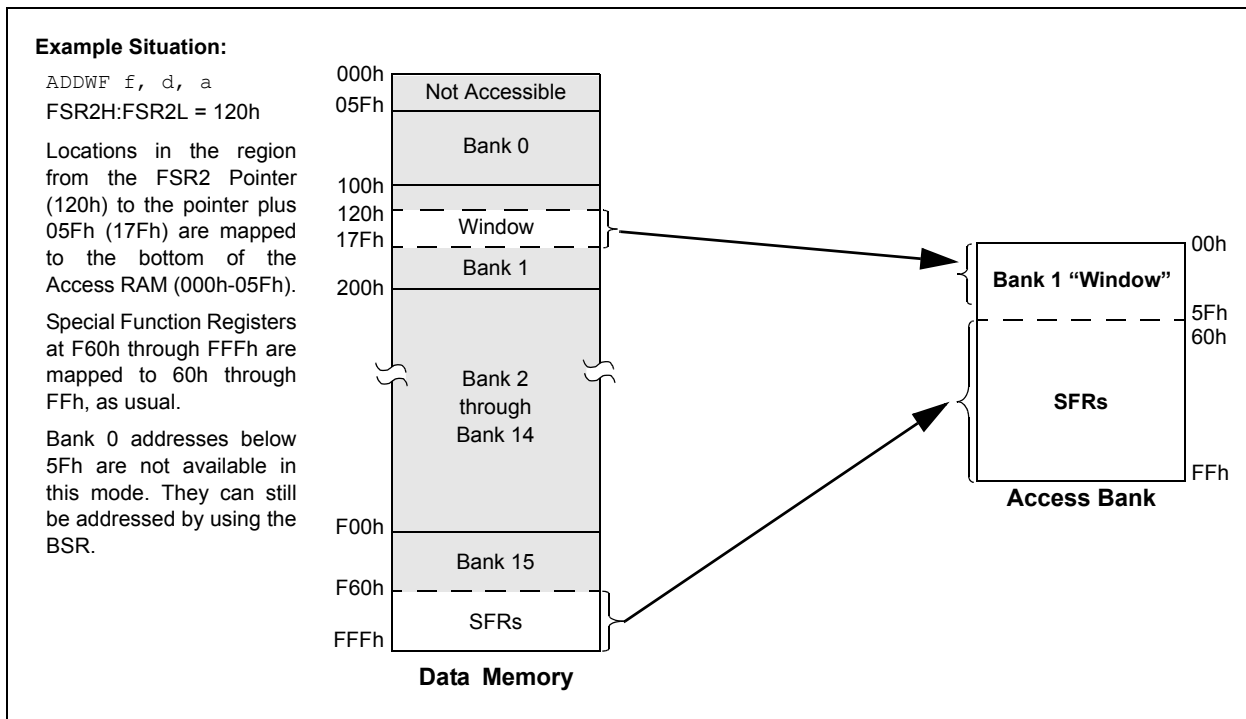 Example Situation:
ADDWF f, d, a
FSR2H:FSR2L = 120h
Locations in the region
from the FSR2 Pointer
(120h) to the pointer plus
05Fh (17Fh) are mapped
to the bottom of the
Access RAM (000h-05Fh).
Special Function Registers
at F60h through FFFh are
mapped to 60h through
FFh, as usual.
Bank 0 addresses below
5Fh are not available in
this mode. They can still
be addressed by using the
BSR.
000h
Not Accessible
05Fh
Bank 0
100h
120h
Window
17Fh
Bank 1
200h
Bank 2
through
Bank 14
F00h
Bank 15
F60h
SFRs
FFFh
Data Memory
00h
Bank 1 “Window”
5Fh
60h
SFRs
FFh
Access Bank